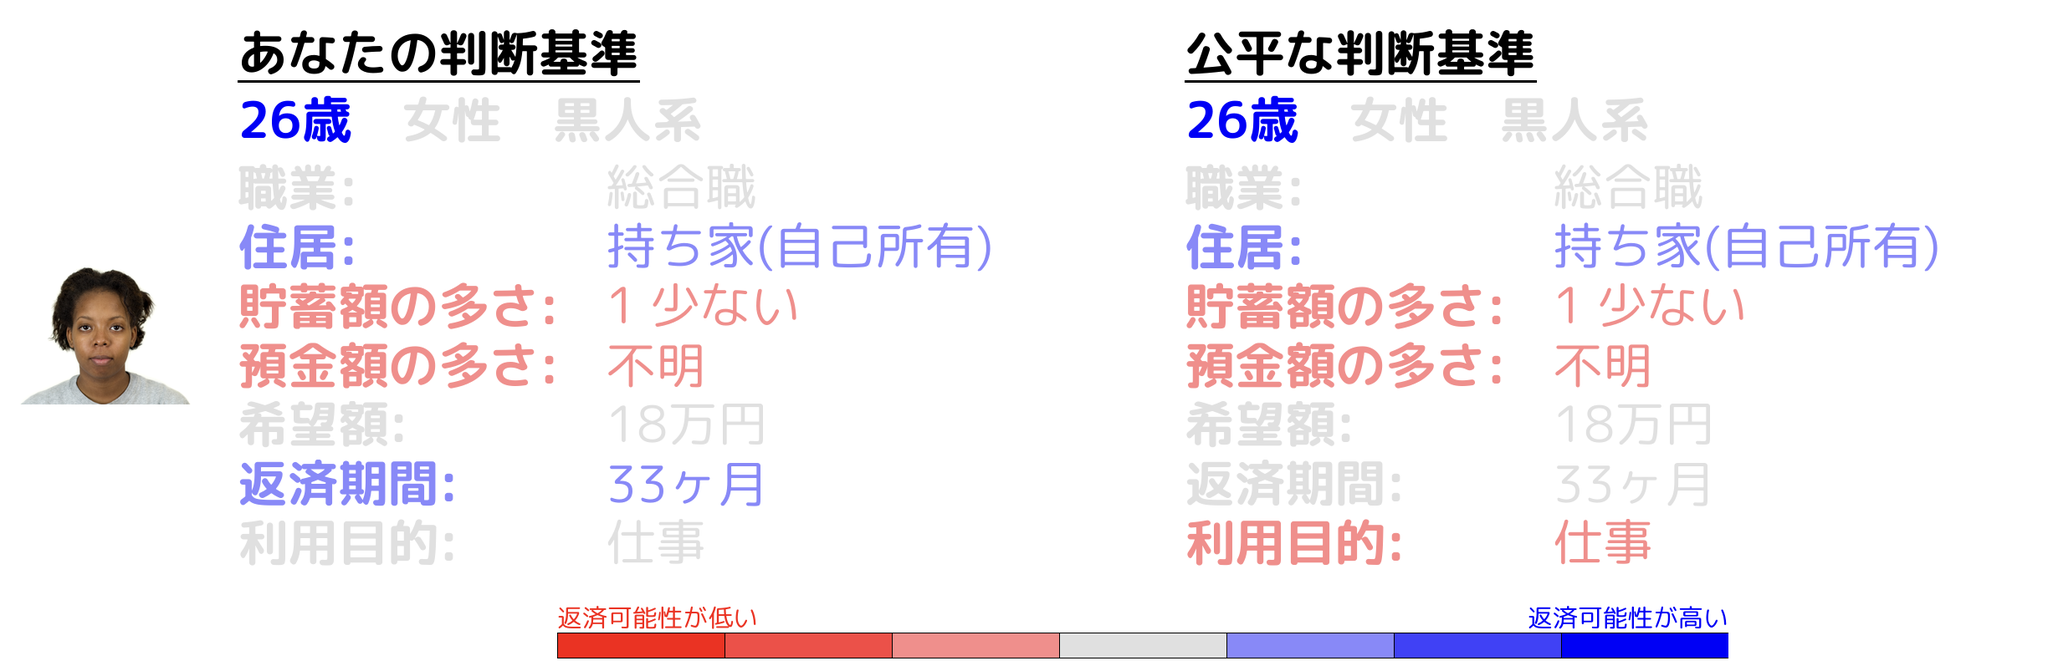 あなたの判断基準
26歳 女性 黒人系
職業: 総合職
住居: 持ち家(自己所有)
貯蓄額の多さ: 1 少ない
預金額の多さ: 不明
希望額: 18万円
返済期間: 33ヶ月
利用目的: 仕事
公平な判断基準
26歳 女性 黒人系
職業: 総合職
住居: 持ち家(自己所有)
貯蓄額の多さ: 1 少ない
預金額の多さ: 不明
希望額: 18万円
返済期間: 33ヶ月
利用目的: 仕事
返済可能性が低い
返済可能性が高い